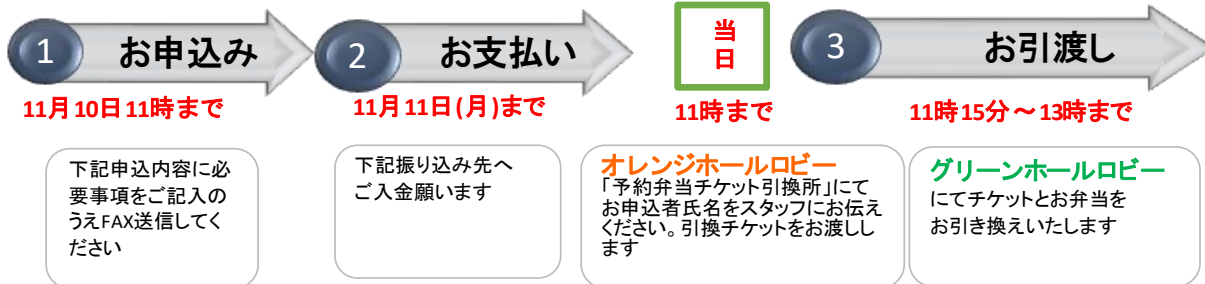 1 お申込み
11月10日11時まで
下記申込内容に必
要事項をご記入の
うえFAX送信してく
ださい
2 お支払い
11月11日(月)まで
下記振り込み先へ
ご入金願います
当
日
11時まで
オレンジホールロビー
「予約弁当チケット引換所」にて
お申込者氏名をスタッフにお伝え
ください。引換チケットをお渡しし
ます
3 お引渡し
11時15分～13時まで
グリーンホールロビー
にてチケットとお弁当を
お引き換えいたします